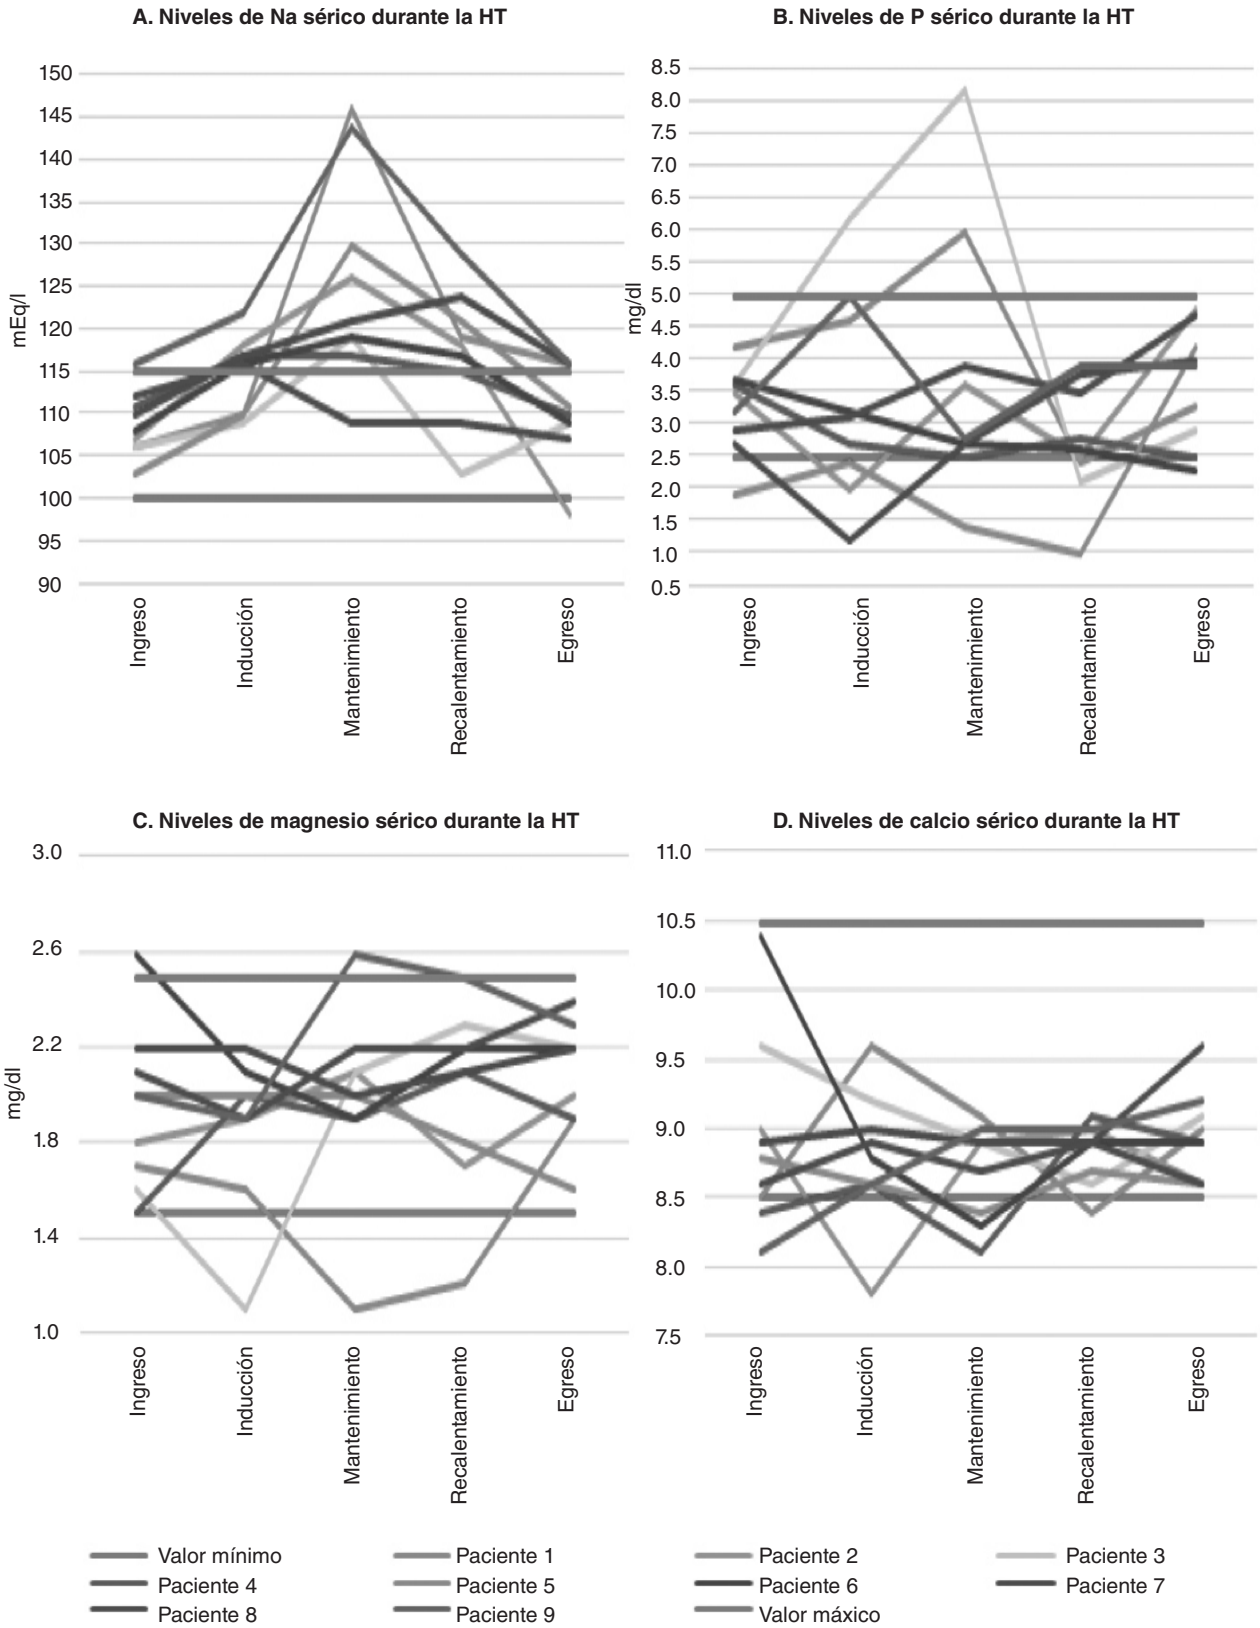 A. Niveles de Na sérico durante la HT
150
145
140
135
130
125
120
115
110
105
100
95
90
mEq/l
Ingreso
Inducción
Mantenimiento
Recalentamiento
Egreso
B. Niveles de P sérico durante la HT
8.5
8.0
7.5
7.0
6.5
6.0
5.5
5.0
4.5
4.0
3.5
3.0
2.5
2.0
1.5
1.0
0.5
mg/dl
Ingreso
Inducción
Mantenimiento
Recalentamiento
Egreso
C. Niveles de magnesio sérico durante la HT
3.0
2.6
2.2
1.8
1.4
1.0
mg/dl
Ingreso
Inducción
Mantenimiento
Recalentamiento
Egreso
D. Niveles de calcio sérico durante la HT
11.0
10.5
10.0
9.5
9.0
8.5
8.0
7.5
Ingreso
Inducción
Mantenimiento
Recalentamiento
Egreso
Valor mínimo
Paciente 1
Paciente 2
Paciente 3
Paciente 4
Paciente 5
Paciente 6
Paciente 7
Paciente 8
Paciente 9
Valor máxico